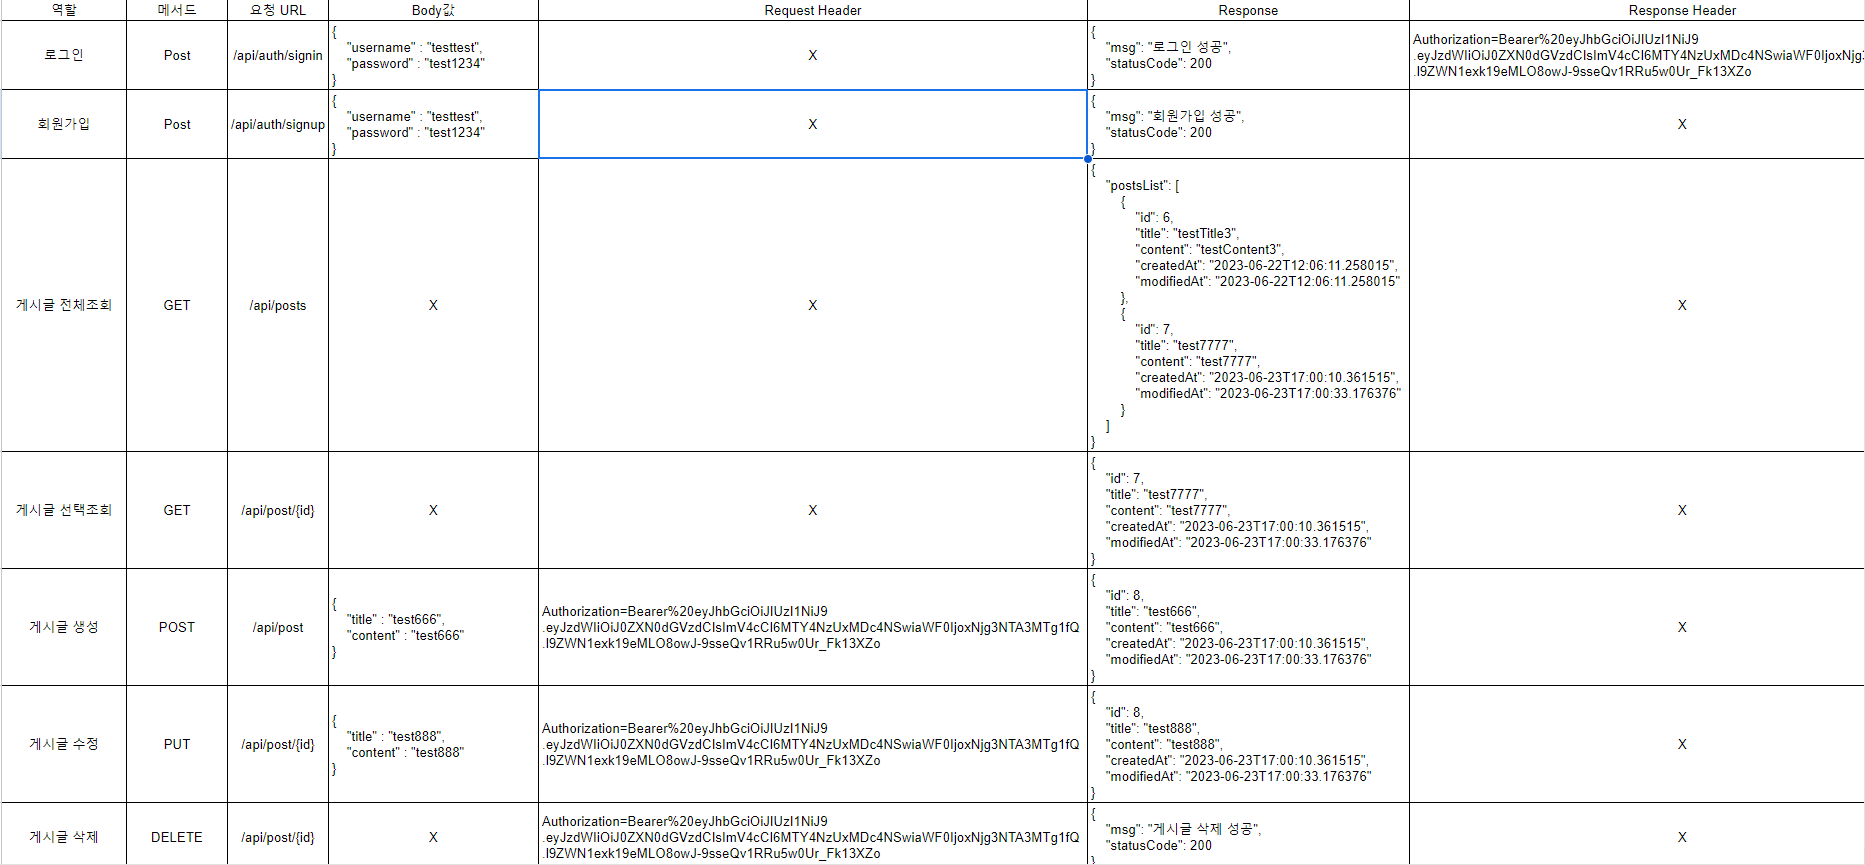 역할 메서드 요청 URL Body값 Request Header Response Response Header
로그인
Post
/api/auth/signin
{
"username" : "testtest",
"password" : "test1234"
}
X
{
"msg": "로그인 성공",
"statusCode": 200
}
Authorization=Bearer%20eyJhbGciOiJIUzI1NiJ9
.eyJzdWIiOiJ0ZXN0dGVzdCIsImV4cCI6MTY4NzUxMDc4NSwiaWF0IjoxNjg3
.I9ZWN1exk19eMLO8owJ-9sseQv1RRu5w0Ur_Fk13XZo
회원가입
Post
/api/auth/signup
{
"username" : "testtest",
"password" : "test1234"
}
X
{
"msg": "회원가입 성공",
"statusCode": 200
}
X
게시글 전체조회
GET
/api/posts
X
X
{
"postsList": [
{
"id": 6,
"title": "testTitle3",
"content": "testContent3",
"createdAt": "2023-06-22T12:06:11.258015",
"modifiedAt": "2023-06-22T12:06:11.258015"
},
{
"id": 7,
"title": "test7777",
"content": "test7777",
"createdAt": "2023-06-23T17:00:10.361515",
"modifiedAt": "2023-06-23T17:00:33.176376"
}
]
}
X
게시글 선택조회
GET
/api/post/{id}
X
X
{
"id": 7,
"title": "test7777",
"content": "test7777",
"createdAt": "2023-06-23T17:00:10.361515",
"modifiedAt": "2023-06-23T17:00:33.176376"
}
X
게시글 생성
POST
/api/post
{
"title" : "test666",
"content" : "test666"
}
Authorization=Bearer%20eyJhbGciOiJIUzI1NiJ9
.eyJzdWIiOiJ0ZXN0dGVzdCIsImV4cCI6MTY4NzUxMDc4NSwiaWF0IjoxNjg3NTA3MTg1fQ
.I9ZWN1exk19eMLO8owJ-9sseQv1RRu5w0Ur_Fk13XZo
{
"id": 8,
"title": "test666",
"content": "test666",
"createdAt": "2023-06-23T17:00:10.361515",
"modifiedAt": "2023-06-23T17:00:33.176376"
}
X
게시글 수정
PUT
/api/post/{id}
{
"title" : "test888",
"content" : "test888"
}
Authorization=Bearer%20eyJhbGciOiJIUzI1NiJ9
.eyJzdWIiOiJ0ZXN0dGVzdCIsImV4cCI6MTY4NzUxMDc4NSwiaWF0IjoxNjg3NTA3MTg1fQ
.I9ZWN1exk19eMLO8owJ-9sseQv1RRu5w0Ur_Fk13XZo
{
"id": 8,
"title": "test888",
"content": "test888",
"createdAt": "2023-06-23T17:00:10.361515",
"modifiedAt": "2023-06-23T17:00:33.176376"
}
X
게시글 삭제
DELETE
/api/post/{id}
X
Authorization=Bearer%20eyJhbGciOiJIUzI1NiJ9
.eyJzdWIiOiJ0ZXN0dGVzdCIsImV4cCI6MTY4NzUxMDc4NSwiaWF0IjoxNjg3NTA3MTg1fQ
.I9ZWN1exk19eMLO8owJ-9sseQv1RRu5w0Ur_Fk13XZo
{
"msg": "게시글 삭제 성공",
"statusCode": 200
}
X